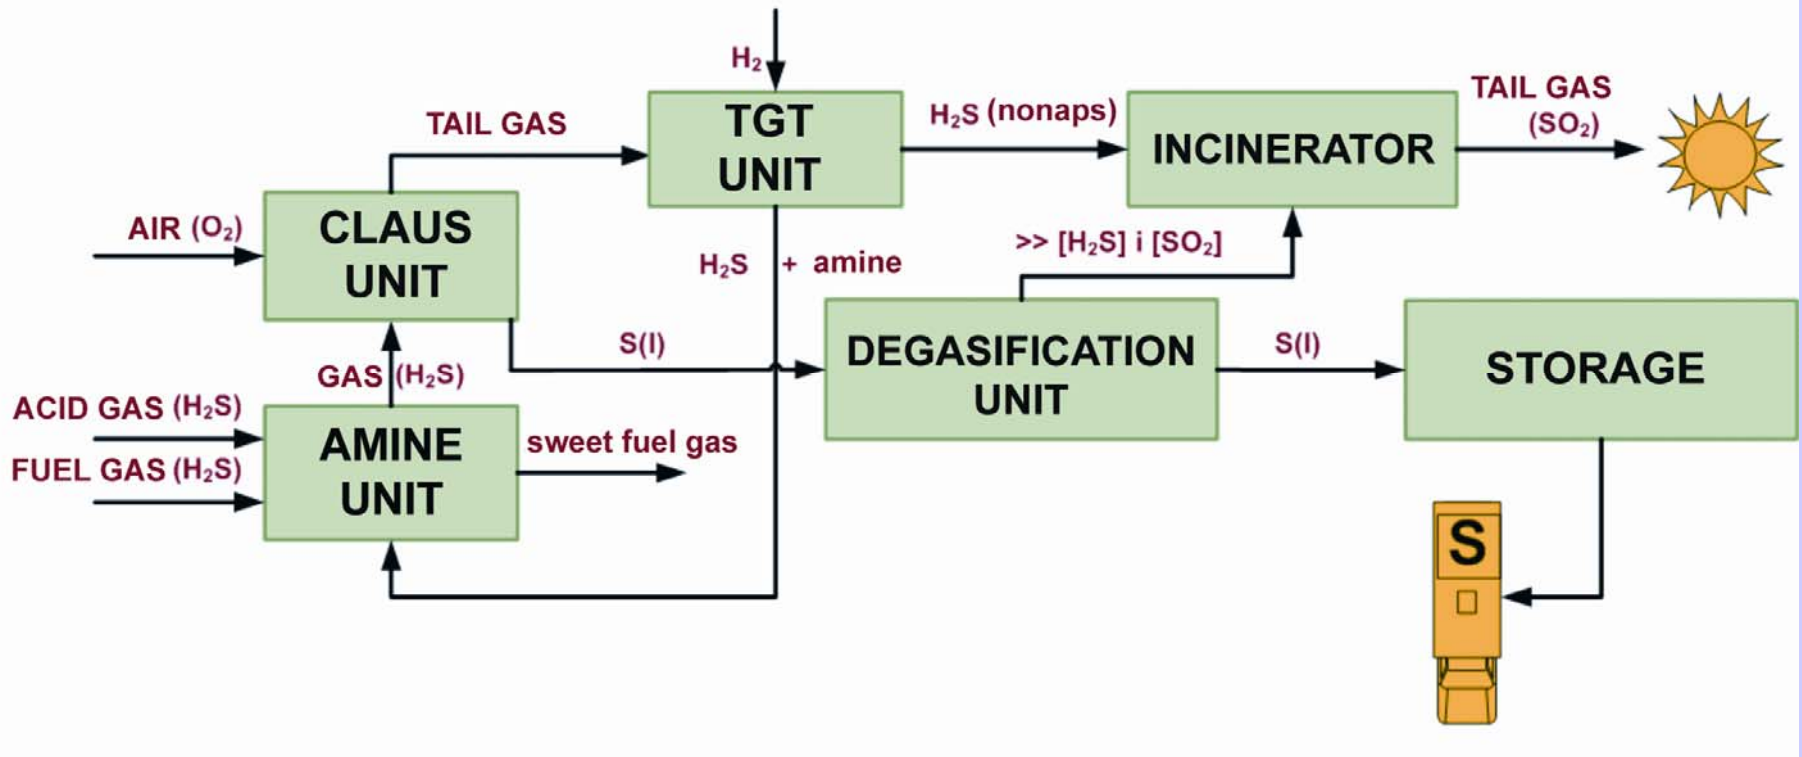 H₂
TAIL GAS
TGT
UNIT
H₂S (nonaps)
INCINERATOR
TAIL GAS
(SO₂)
AIR (O₂)
CLAUS
UNIT
H₂S + amine
>> [H₂S] i [SO₂]
S(l)
DEGASIFICATION
UNIT
S(l)
STORAGE
GAS (H₂S)
ACID GAS (H₂S)
FUEL GAS (H₂S)
AMINE
UNIT
sweet fuel gas
S